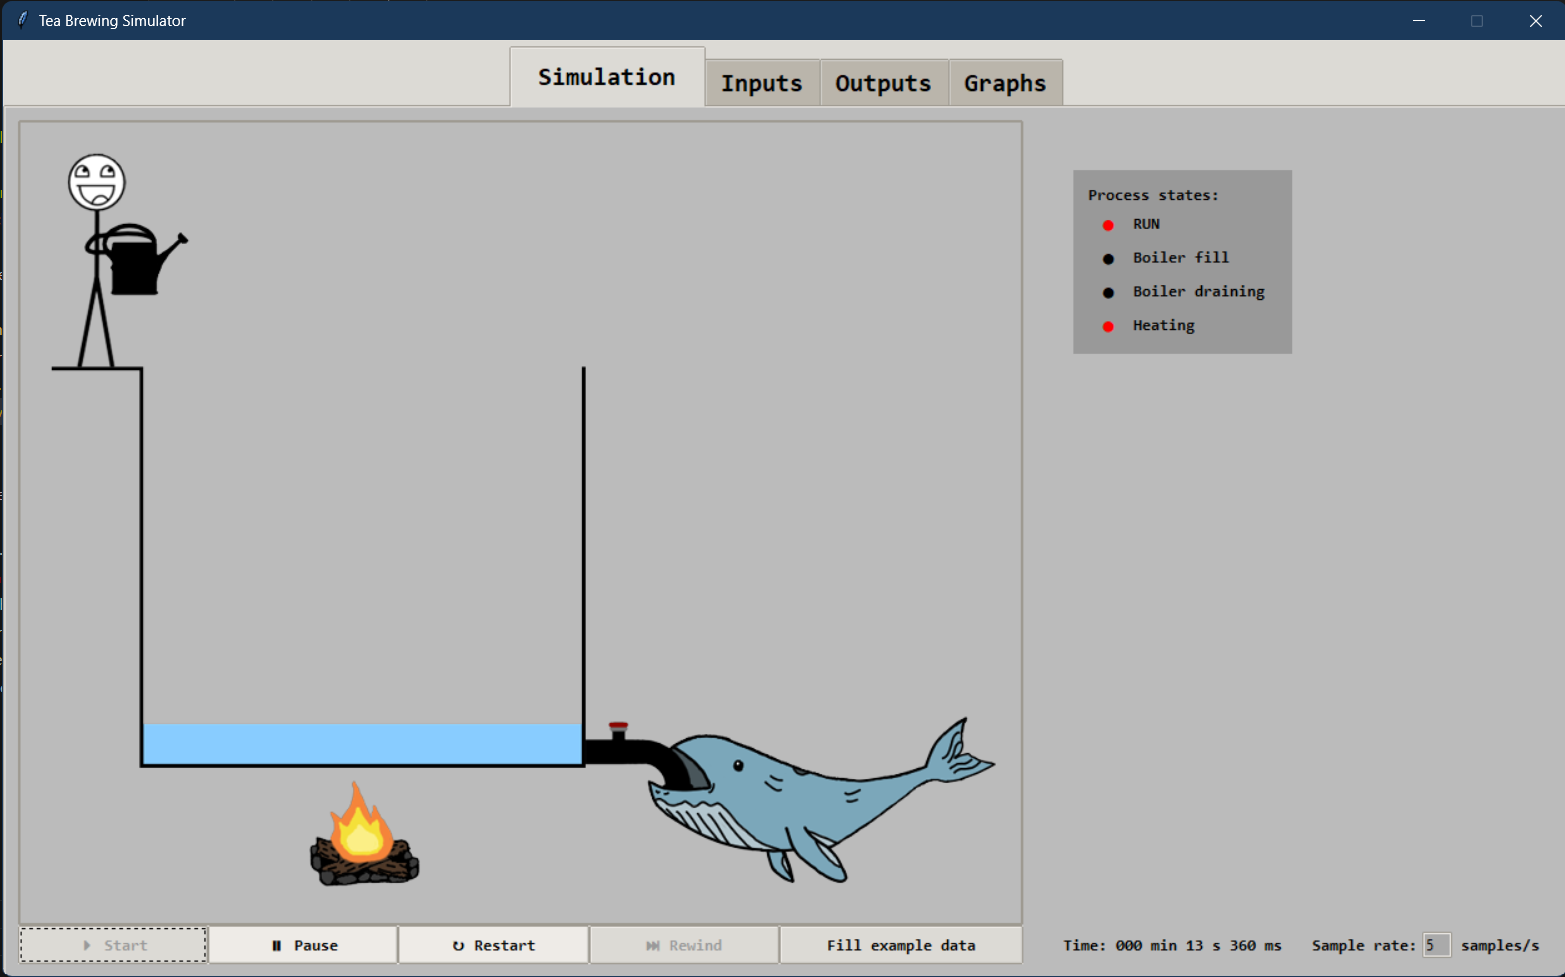 Tea Brewing Simulator
Simulation Inputs Outputs Graphs
Process states:
RUN
Boiler fill
Boiler draining
Heating
Start Pause Restart Rewind Fill example data Time: 000 min 13 s 360 ms Sample rate: 5 samples/s